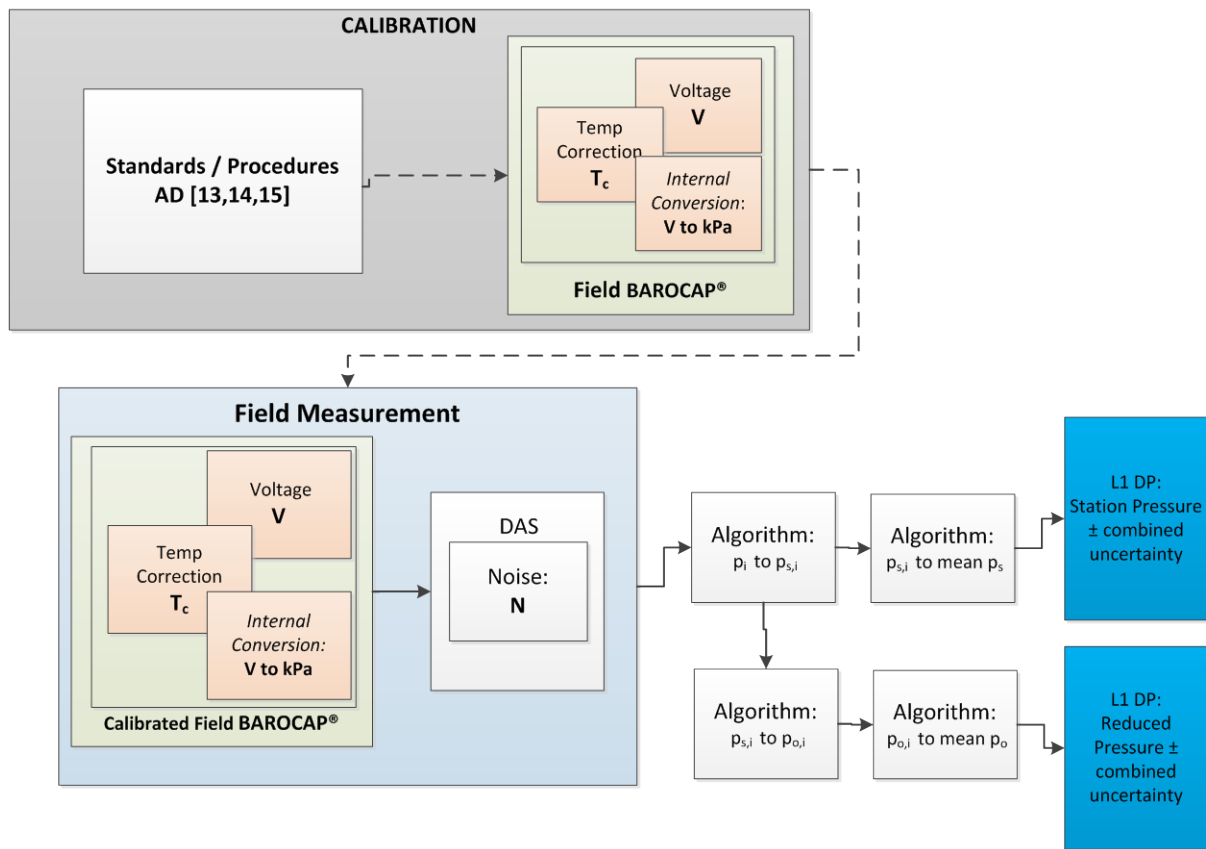 CALIBRATION
Standards / Procedures
AD [13,14,15]
Voltage
V
Temp
Correction
Tc
Internal
Conversion:
V to kPa
Field BAROCAP®
Field Measurement
Voltage
V
Temp
Correction
Tc
Internal
Conversion:
V to kPa
Calibrated Field BAROCAP®
DAS
Noise:
N
Algorithm:
pi to ps,i
Algorithm:
ps,i to mean ps
L1 DP:
Station Pressure
± combined
uncertainty
Algorithm:
ps,i to po,i
Algorithm:
po,i to mean po
L1 DP:
Reduced
Pressure ±
combined
uncertainty